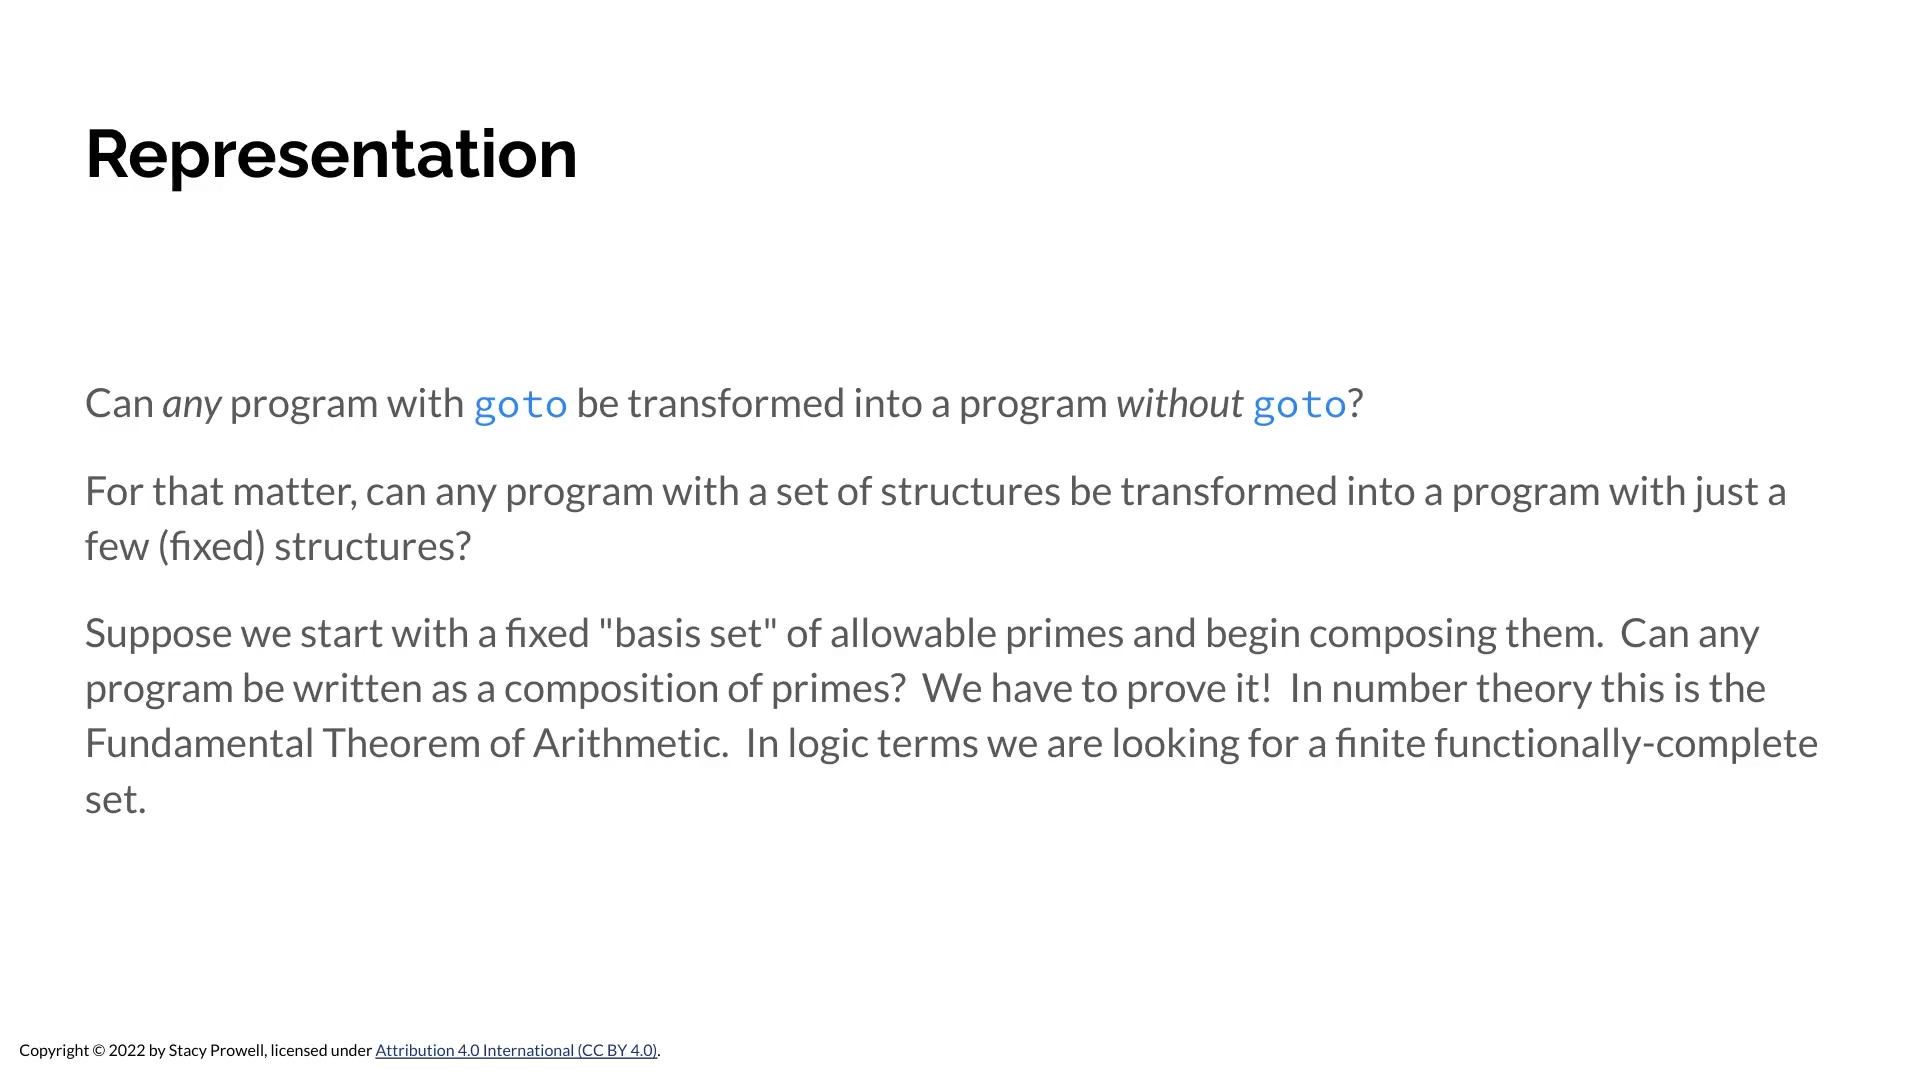 Representation
Can any program with goto be transformed into a program without goto?
For that matter, can any program with a set of structures be transformed into a program with just a
few (fixed) structures?
Suppose we start with a fixed "basis set" of allowable primes and begin composing them.  Can any
program be written as a composition of primes?  We have to prove it!  In number theory this is the
Fundamental Theorem of Arithmetic.  In logic terms we are looking for a finite functionally-complete
set.
Copyright © 2022 by Stacy Prowell, licensed under Attribution 4.0 International (CC BY 4.0).